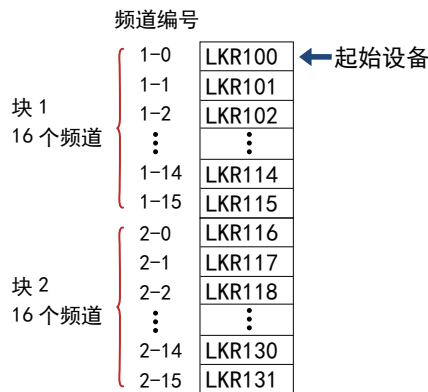 频道编号
1-0 LKR100 起始设备
1-1 LKR101
块 1
1-2 LKR102
16 个频道
1-14 LKR114
1-15 LKR115
2-0 LKR116
2-1 LKR117
块 2
2-2 LKR118
16 个频道
2-14 LKR130
2-15 LKR131